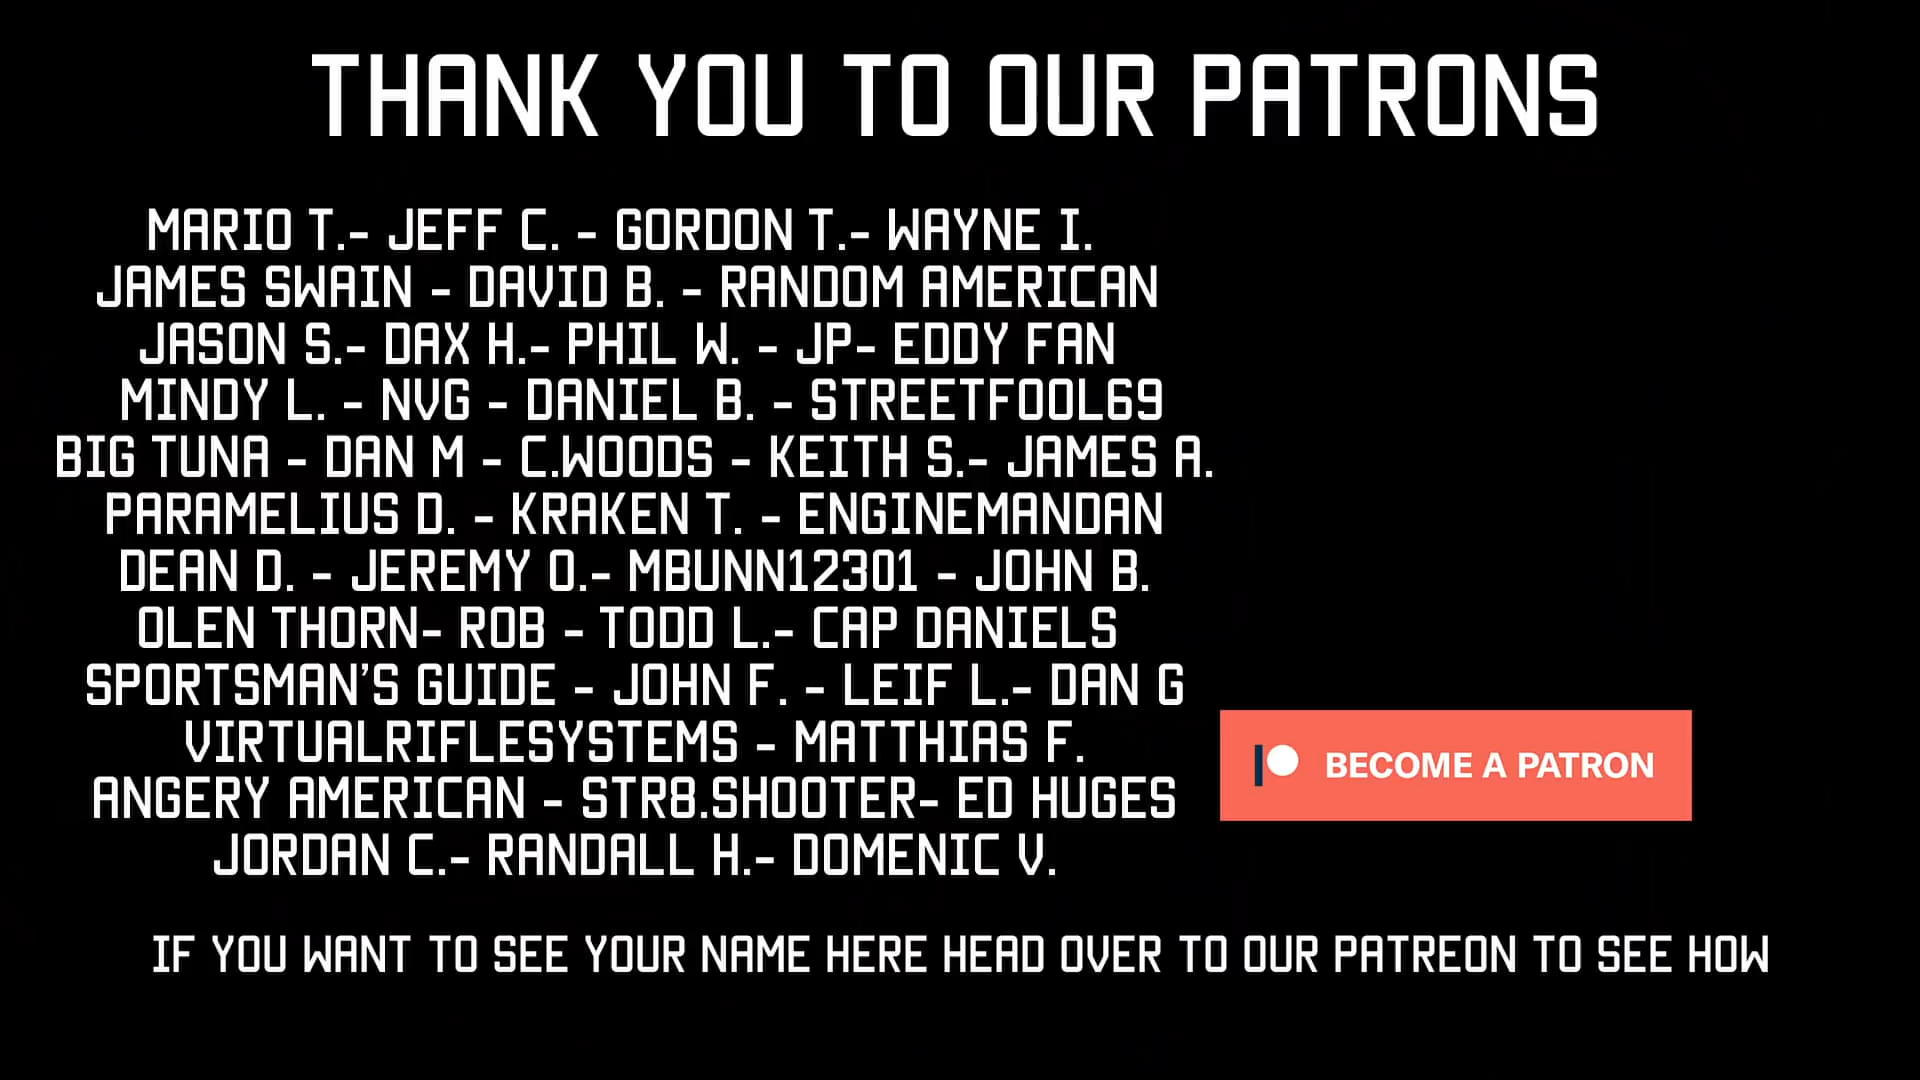 THANK YOU TO OUR PATRONS
MARIO T.- JEFF C. - GORDON T.- WAYNE I.
JAMES SWAIN - DAVID B. - RANDOM AMERICAN
JASON S.- DAX H.- PHIL W. - JP- EDDY FAN
MINDY L. - NVG - DANIEL B. - STREETFOOL69
BIG TUNA - DAN M - C.WOODS - KEITH S.- JAMES A.
PARAMELIUS D. - KRAKEN T. - ENGINEMANDAN
DEAN D. - JEREMY O.- MBUNN12301 - JOHN B.
OLEN THORN- ROB - TODD L.- CAP DANIELS
SPORTSMAN'S GUIDE - JOHN F. - LEIF L.- DAN G
VIRTUALRIFLESYSTEMS - MATTHIAS F.
ANGERY AMERICAN - STR8.SHOOTER- ED HUGES
JORDAN C.- RANDALL H.- DOMENIC V.
BECOME A PATRON
IF YOU WANT TO SEE YOUR NAME HERE HEAD OVER TO OUR PATREON TO SEE HOW